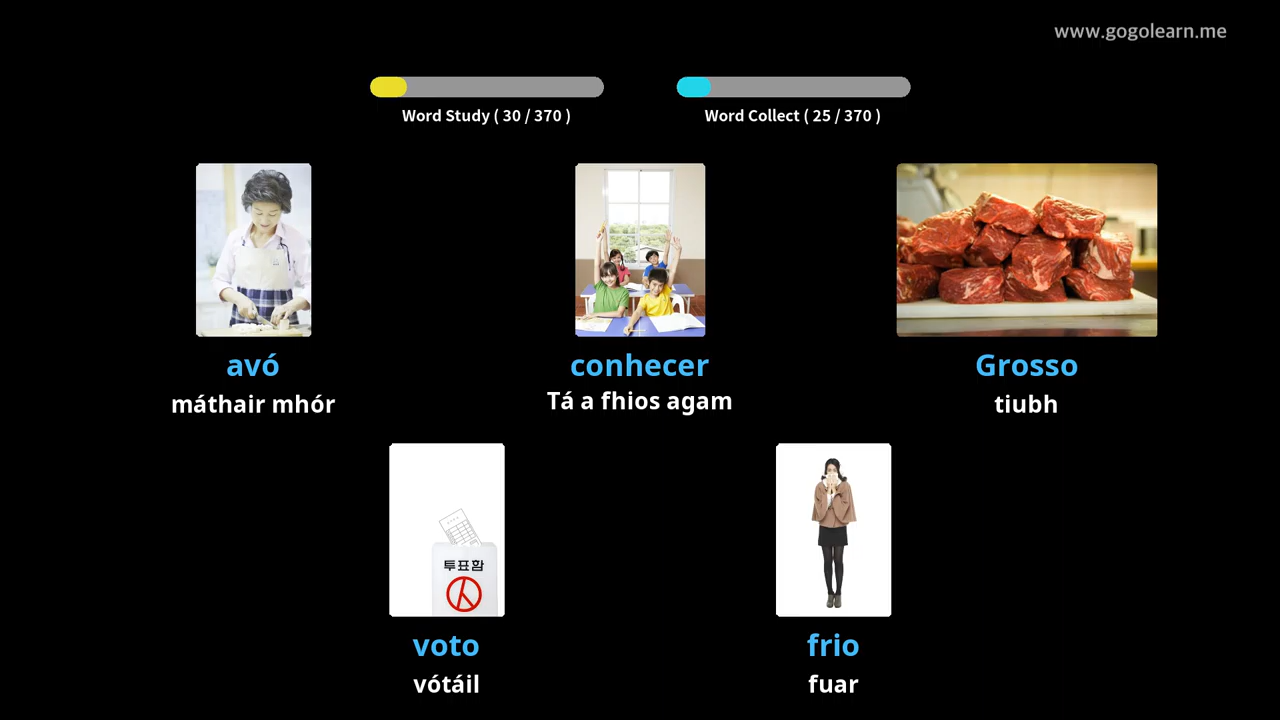 www.gogolearn.me
Word Study ( 30 / 370 )
Word Collect ( 25 / 370 )
avó
conhecer
Grosso
máthair mhór
Tá a fhios agam
tiubh
투표함
voto
frio
vótáil
fuar